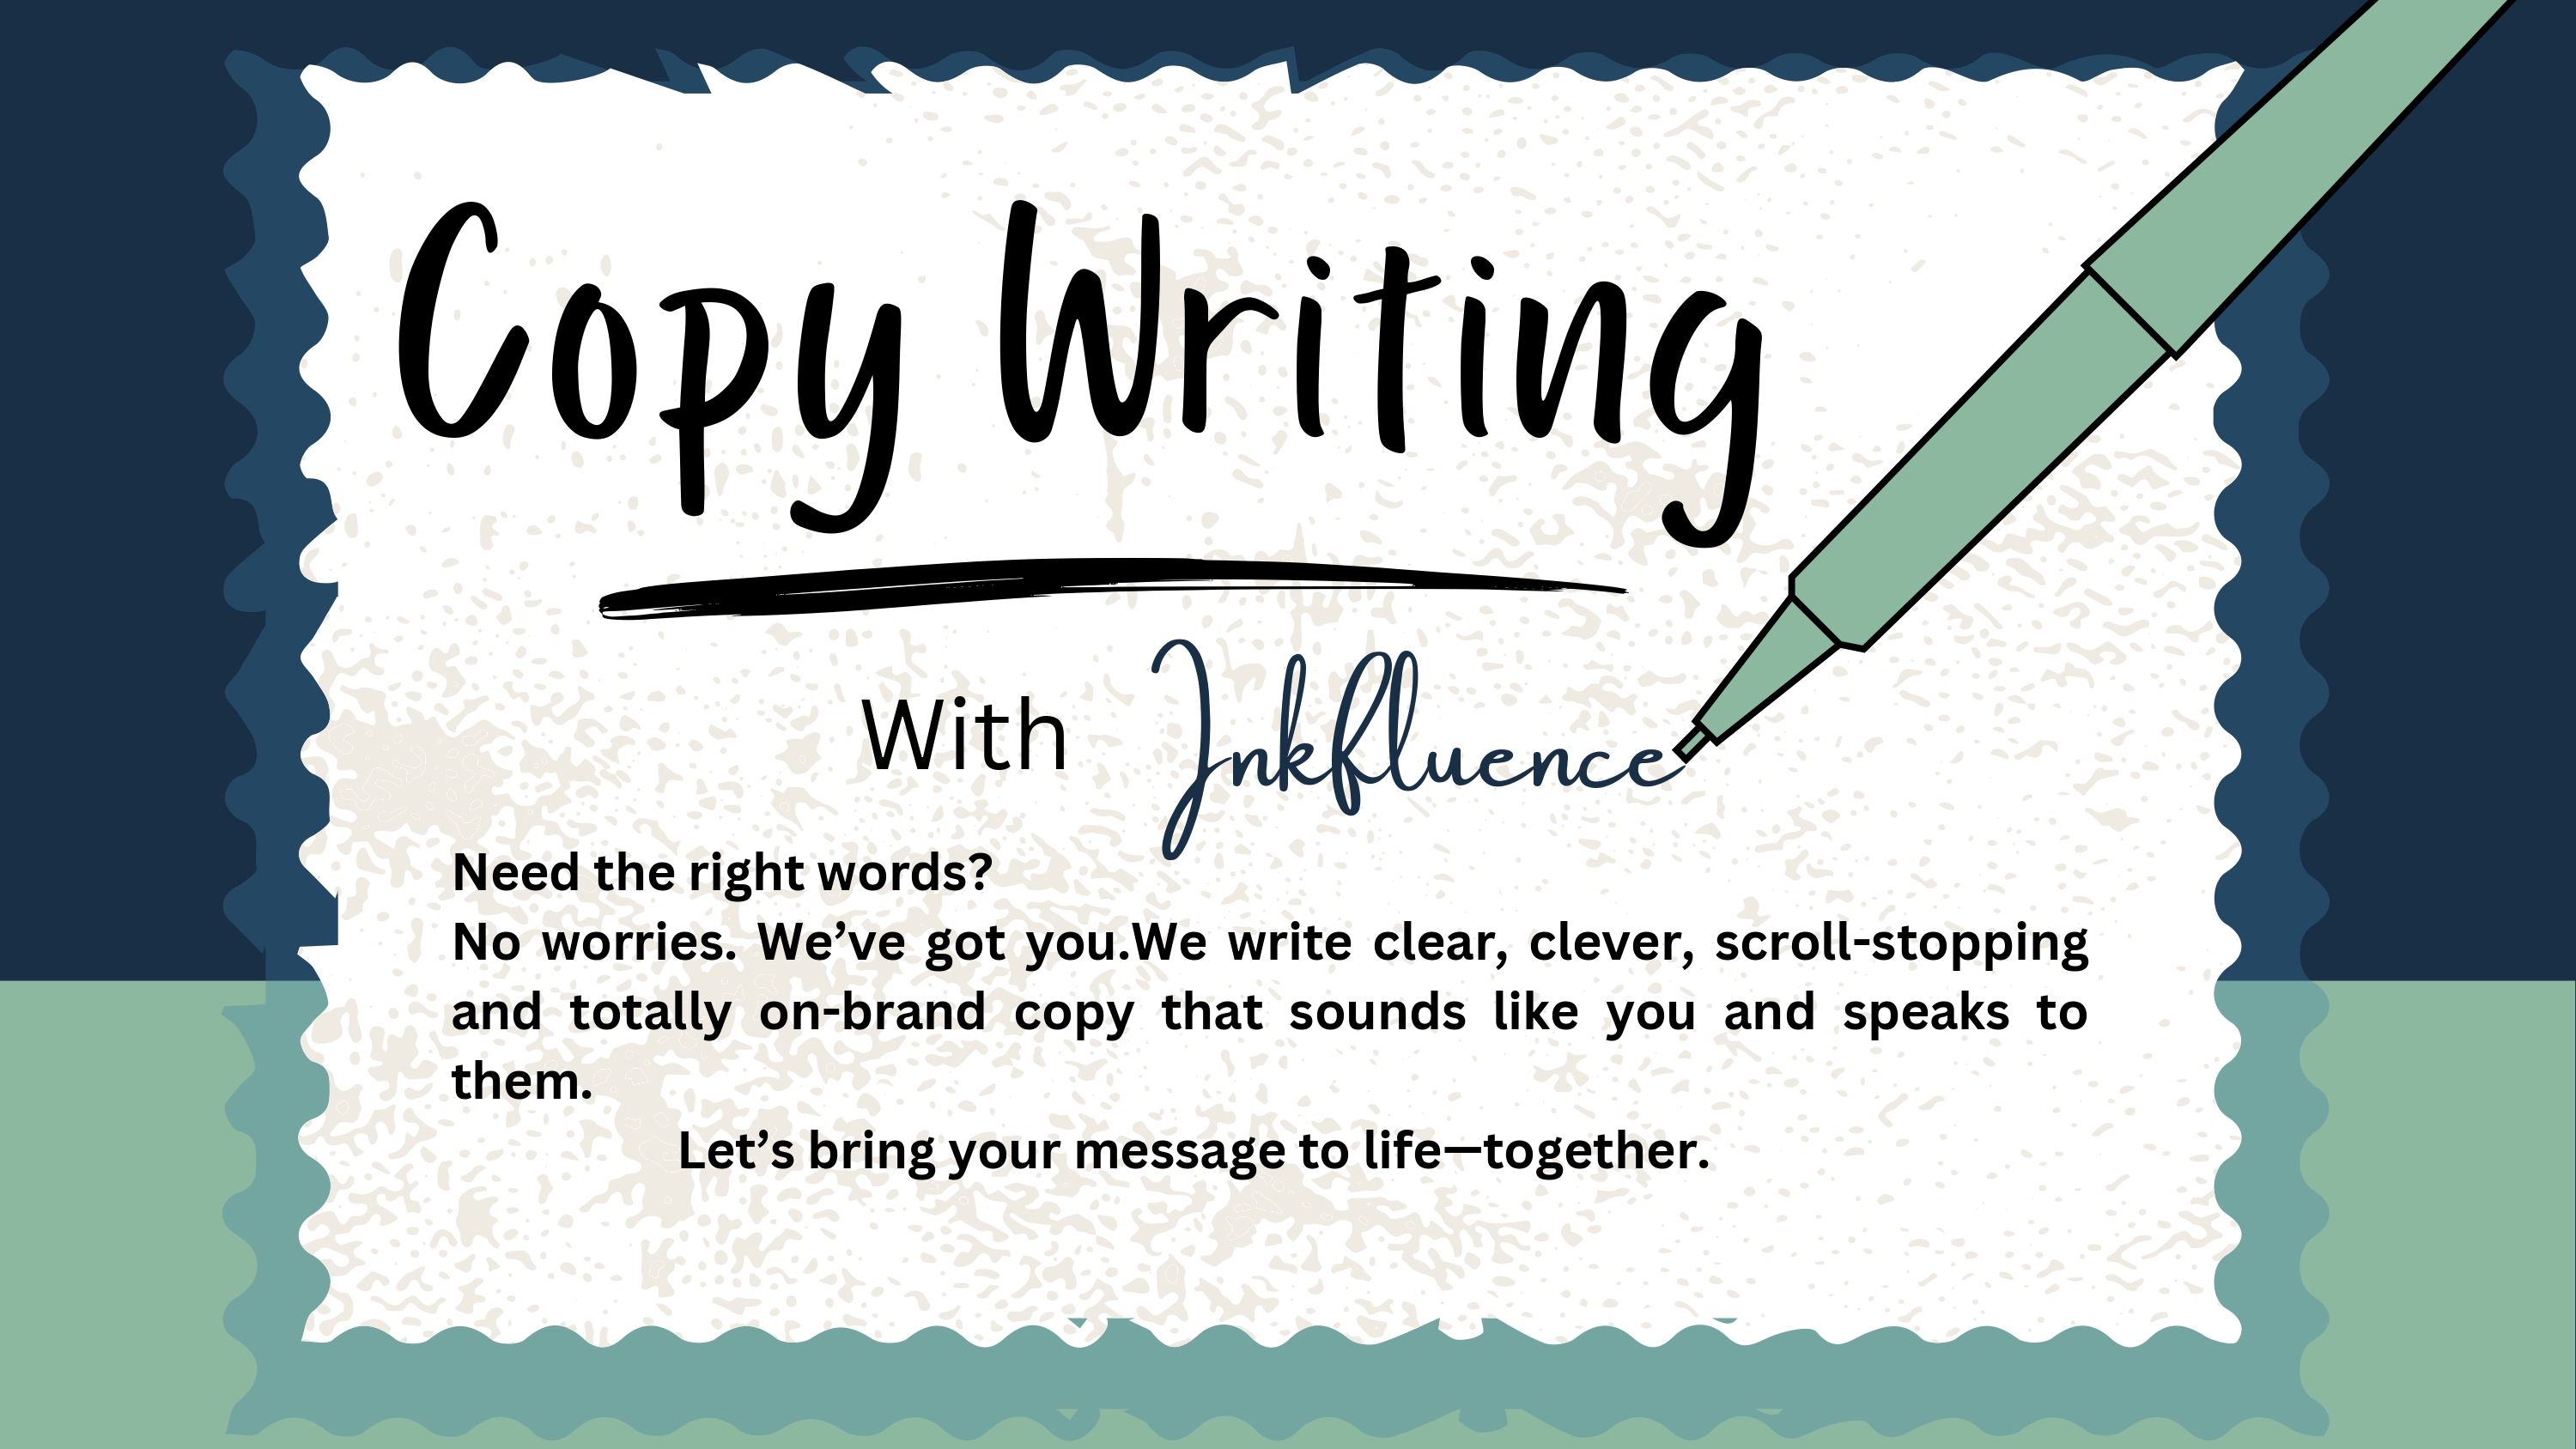 Copy Writing
With Inkfluence
Need the right words?
No worries. We’ve got you.We write clear, clever, scroll-stopping
and totally on-brand copy that sounds like you and speaks to
them.
Let’s bring your message to life—together.